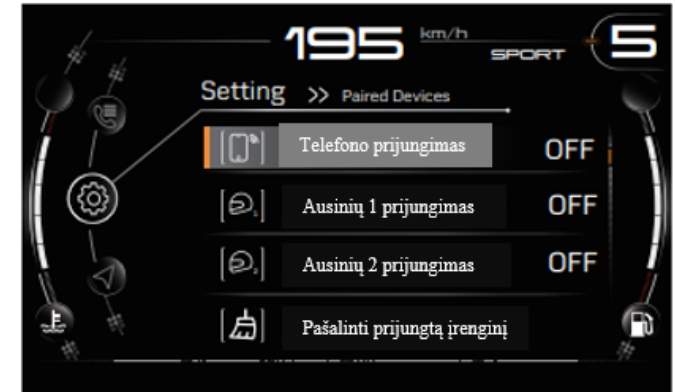 195 km/h SPORT 5
Setting >> Paired Devices
Telefono prijungimas OFF
Ausinių 1 prijungimas OFF
Ausinių 2 prijungimas OFF
Pašalinti prijungtą įrenginį